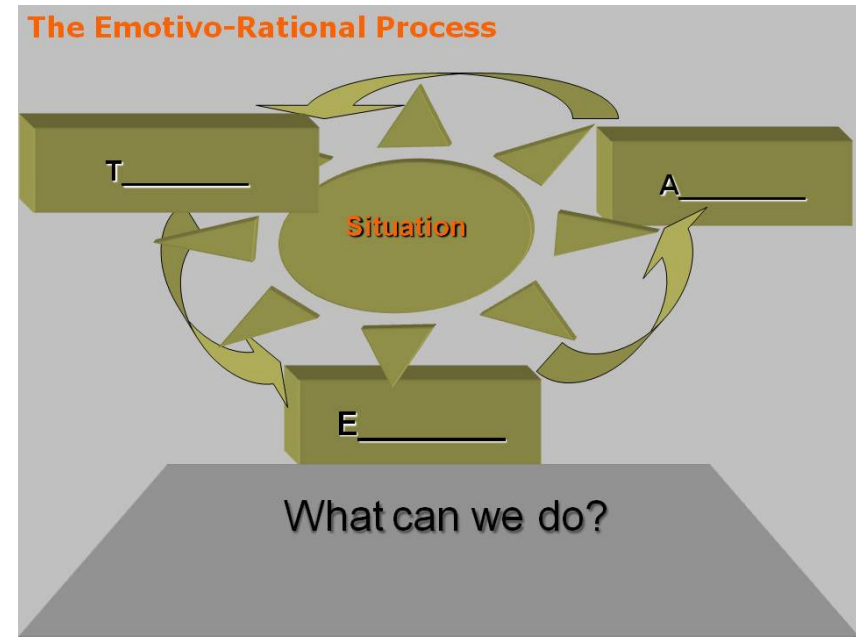 The Emotivo-Rational Process
T________
A________
Situation
E_________
What can we do?